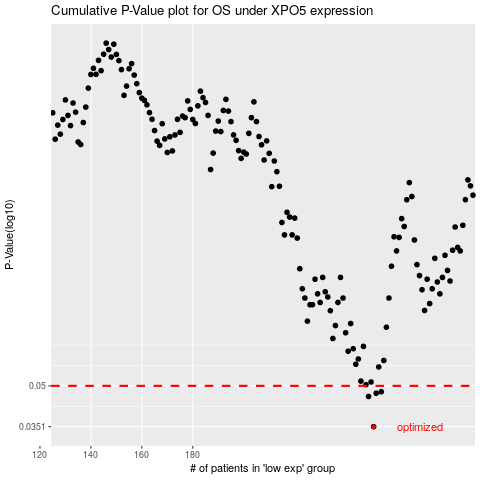 Cumulative P-Value plot for OS under XPO5 expression
P-Value(log10)
0.05
0.0351
optimized
120 140 160 180
# of patients in 'low exp' group